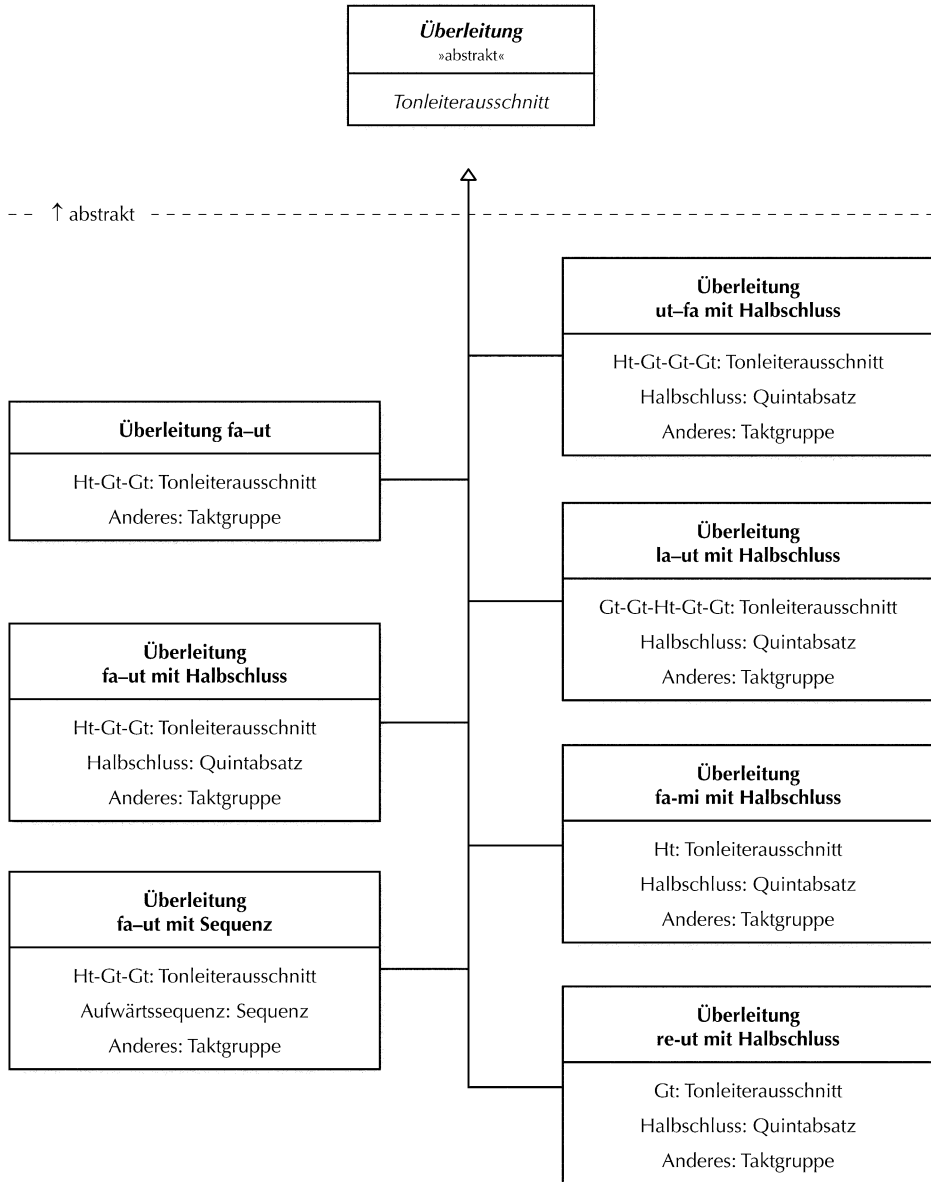 Überleitung
»abstrakt«
Tonleiterausschnitt
↑ abstrakt
Überleitung
ut–fa mit Halbschluss
Ht-Gt-Gt-Gt: Tonleiterausschnitt
Halbschluss: Quintabsatz
Anderes: Taktgruppe
Überleitung fa–ut
Ht-Gt-Gt: Tonleiterausschnitt
Anderes: Taktgruppe
Überleitung
la–ut mit Halbschluss
Gt-Gt-Ht-Gt-Gt: Tonleiterausschnitt
Halbschluss: Quintabsatz
Anderes: Taktgruppe
Überleitung
fa–ut mit Halbschluss
Ht-Gt-Gt: Tonleiterausschnitt
Halbschluss: Quintabsatz
Anderes: Taktgruppe
Überleitung
fa-mi mit Halbschluss
Ht: Tonleiterausschnitt
Halbschluss: Quintabsatz
Anderes: Taktgruppe
Überleitung
fa–ut mit Sequenz
Ht-Gt-Gt: Tonleiterausschnitt
Aufwärtssequenz: Sequenz
Anderes: Taktgruppe
Überleitung
re-ut mit Halbschluss
Gt: Tonleiterausschnitt
Halbschluss: Quintabsatz
Anderes: Taktgruppe